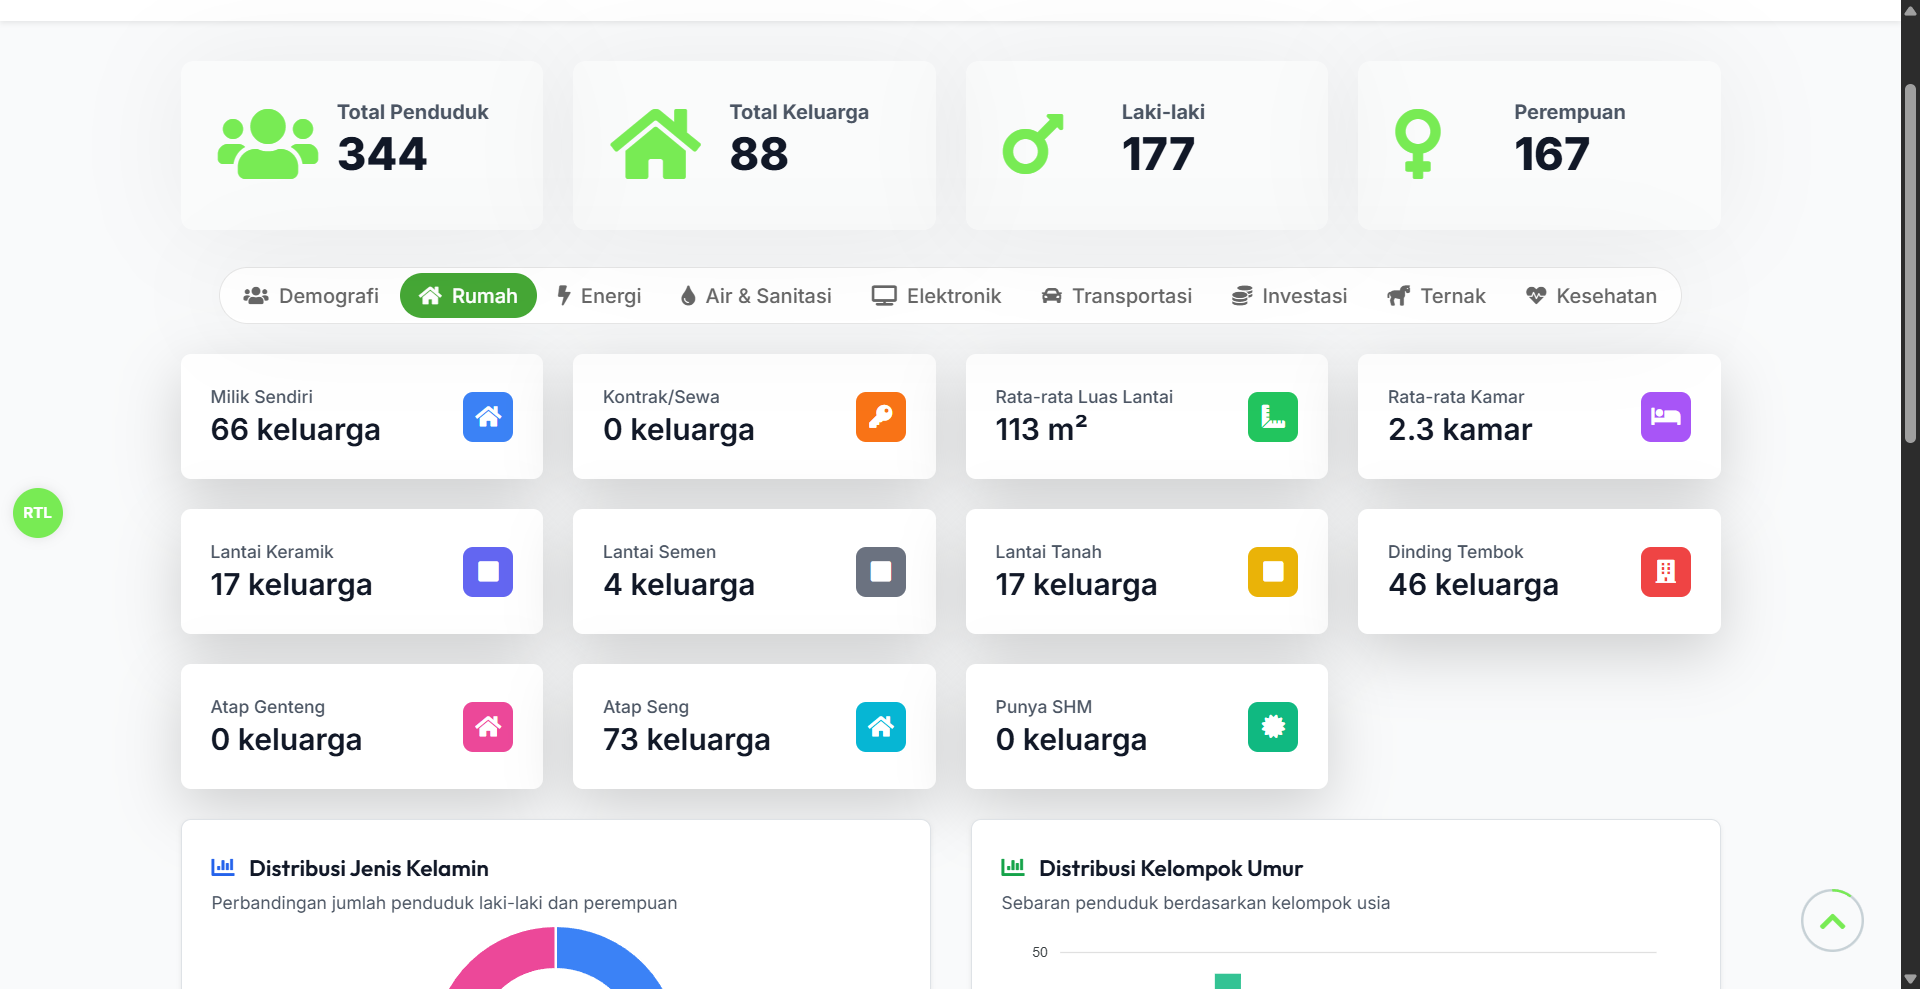 Total Penduduk
344
Total Keluarga
88
Laki-laki
177
Perempuan
167
Demografi
Rumah
Energi
Air & Sanitasi
Elektronik
Transportasi
Investasi
Ternak
Kesehatan
Milik Sendiri
66 keluarga
Kontrak/Sewa
0 keluarga
Rata-rata Luas Lantai
113 m²
Rata-rata Kamar
2.3 kamar
RTL
Lantai Keramik
17 keluarga
Lantai Semen
4 keluarga
Lantai Tanah
17 keluarga
Dinding Tembok
46 keluarga
Atap Genteng
0 keluarga
Atap Seng
73 keluarga
Punya SHM
0 keluarga
Distribusi Jenis Kelamin
Perbandingan jumlah penduduk laki-laki dan perempuan
Distribusi Kelompok Umur
Sebaran penduduk berdasarkan kelompok usia
50